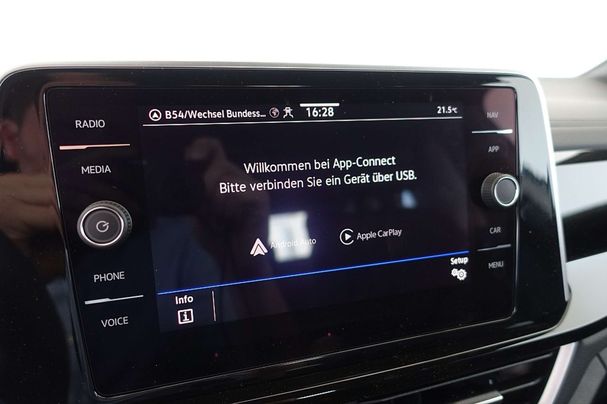 RADIO
MEDIA
PHONE
VOICE
B54/Wechsel Bundess... 16:28 21.5°C
Willkommen bei App-Connect
Bitte verbinden Sie ein Gerät über USB.
Android Auto
Apple CarPlay
Setup
Info
NAV
APP
CAR
MENU